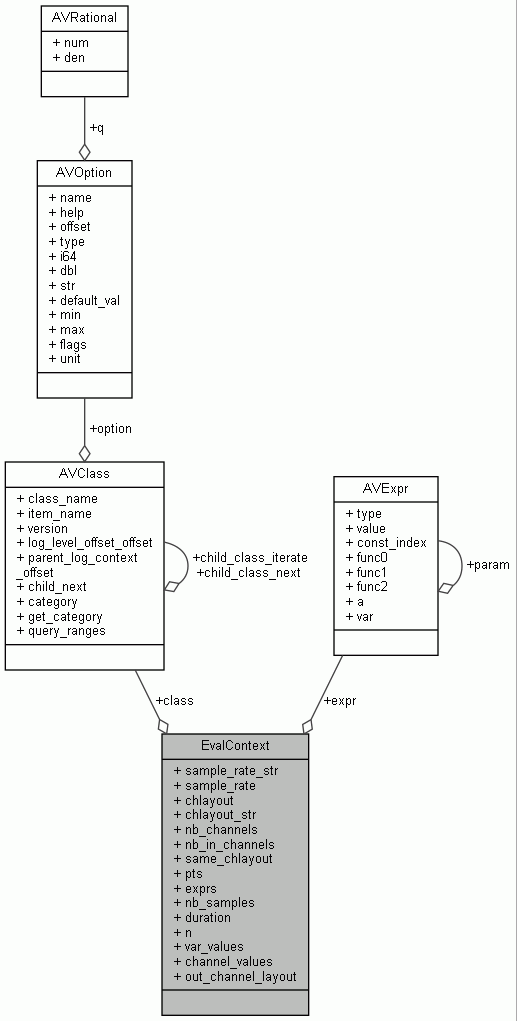 AVRational
+ num
+ den
+q
AVOption
+ name
+ help
+ offset
+ type
+ i64
+ dbl
+ str
+ default_val
+ min
+ max
+ flags
+ unit
+option
AVClass
+ class_name
+ item_name
+ version
+ log_level_offset_offset
+ parent_log_context
_offset
+ child_next
+ category
+ get_category
+ query_ranges
+child_class_iterate
+child_class_next
AVExpr
+ type
+ value
+ const_index
+ func0
+ func1
+ func2
+ a
+ var
+param
+class
+expr
EvalContext
+ sample_rate_str
+ sample_rate
+ chlayout
+ chlayout_str
+ nb_channels
+ nb_in_channels
+ same_chlayout
+ pts
+ exprs
+ nb_samples
+ duration
+ n
+ var_values
+ channel_values
+ out_channel_layout